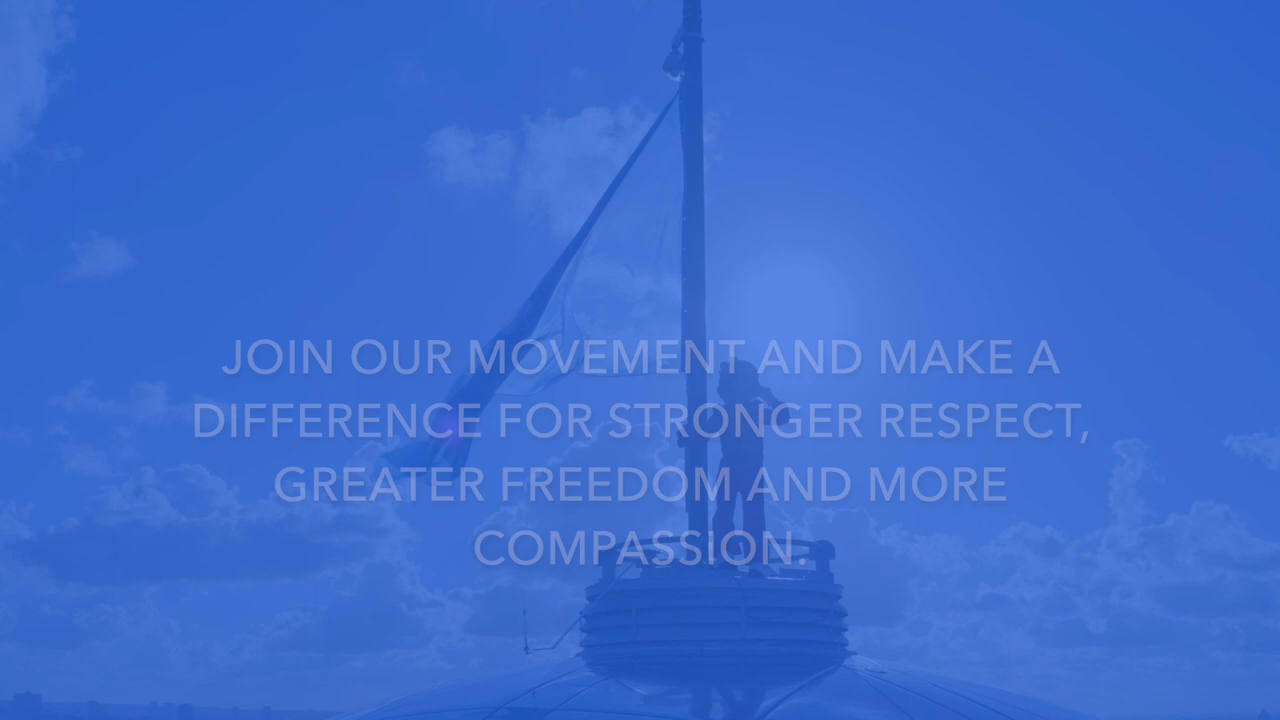 JOIN OUR MOVEMENT AND MAKE A
DIFFERENCE FOR STRONGER RESPECT,
GREATER FREEDOM AND MORE
COMPASSION.